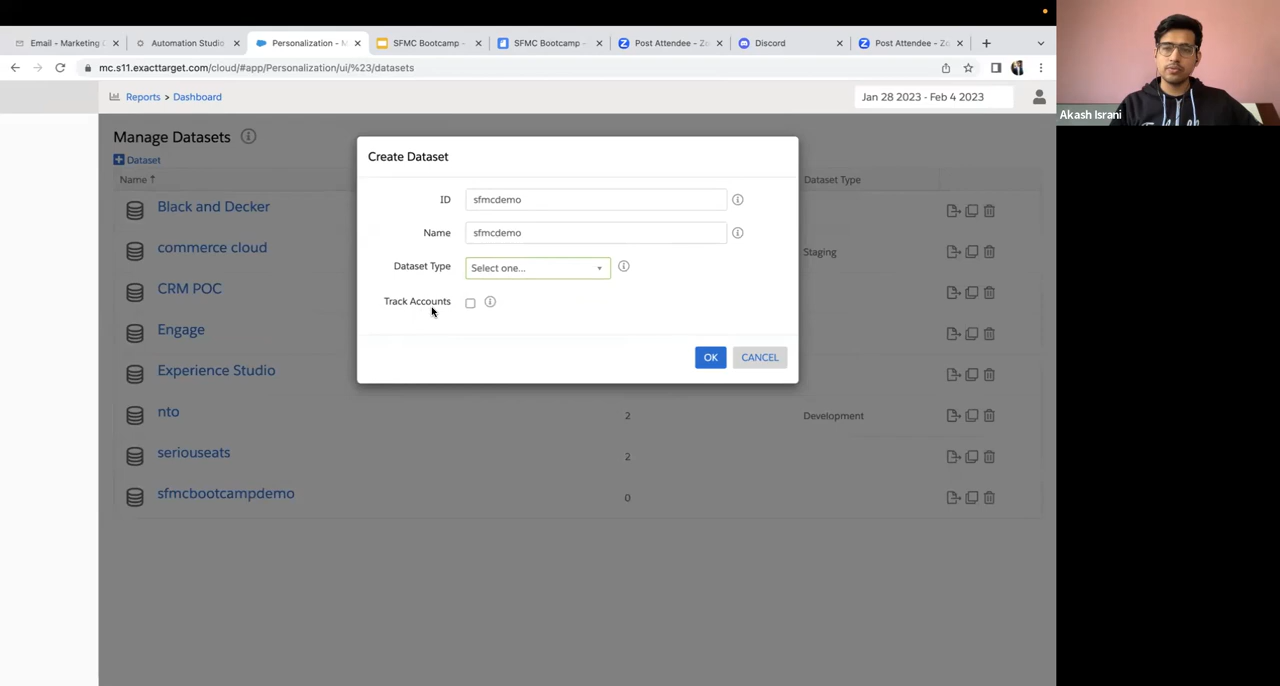 Email - Marketing C
Automation Studio
Personalization - M
SFMC Bootcamp -
SFMC Bootcamp -
Post Attendee - Zo
Discord
Post Attendee - Zo
mc.s11.exacttarget.com/cloud/#app/Personalization/ui/%23/datasets
Reports > Dashboard
Jan 28 2023 - Feb 4 2023
Akash Israni
Manage Datasets
Dataset
Name ↑
Dataset Type
Create Dataset
ID
sfmcdemo
Name
sfmcdemo
Dataset Type
Select one...
Track Accounts
OK
CANCEL
Black and Decker
commerce cloud
Staging
CRM POC
Engage
Experience Studio
nto
2
Development
seriouseats
2
sfmcbootcampdemo
0